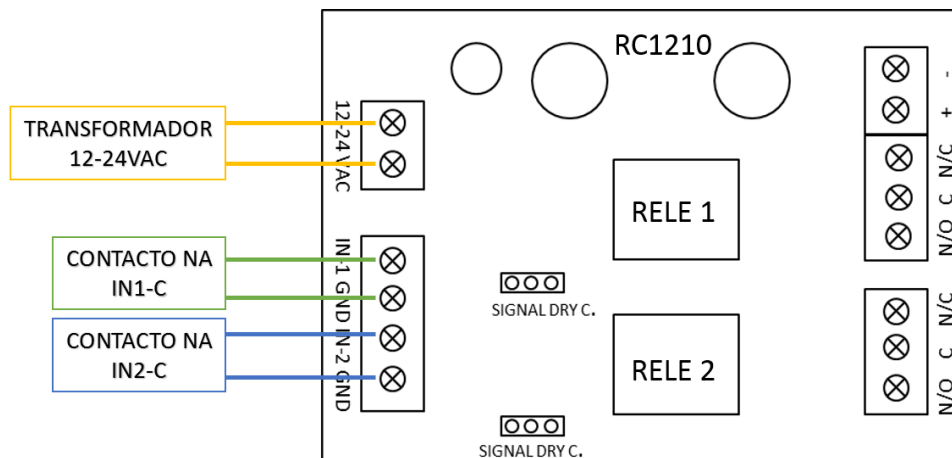 RC1210
TRANSFORMADOR
12-24VAC
12-24 VAC
CONTACTO NA
IN1-C
CONTACTO NA
IN2-C
IN-1 GND IN-2 GND
RELE 1
SIGNAL DRY C.
RELE 2
SIGNAL DRY C.
-
+
N/C
C
N/O
N/C
C
N/O